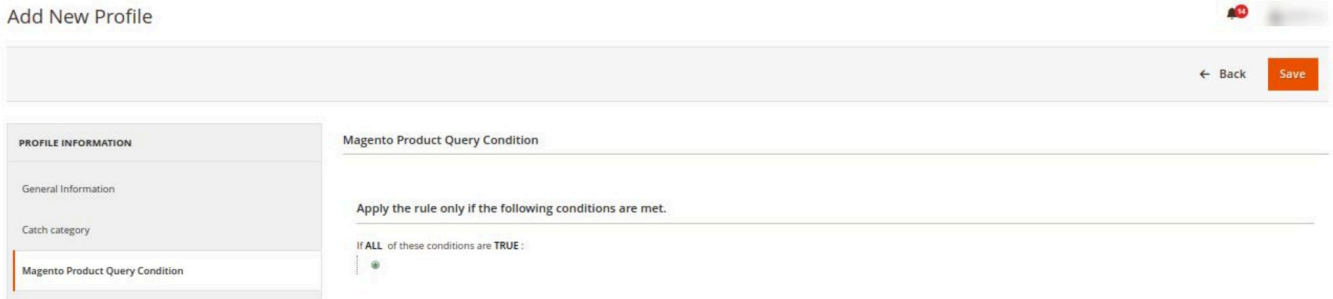 Add New Profile
14
← Back
Save
PROFILE INFORMATION
General Information
Catch category
Magento Product Query Condition
Magento Product Query Condition
Apply the rule only if the following conditions are met.
If ALL of these conditions are TRUE :